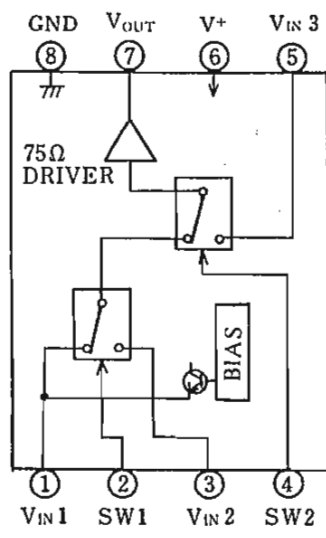 GND VOUT V+ VIN 3
8 7 6 5
75Ω
DRIVER
BIAS
1 2 3 4
VIN 1 SW1 VIN 2 SW2